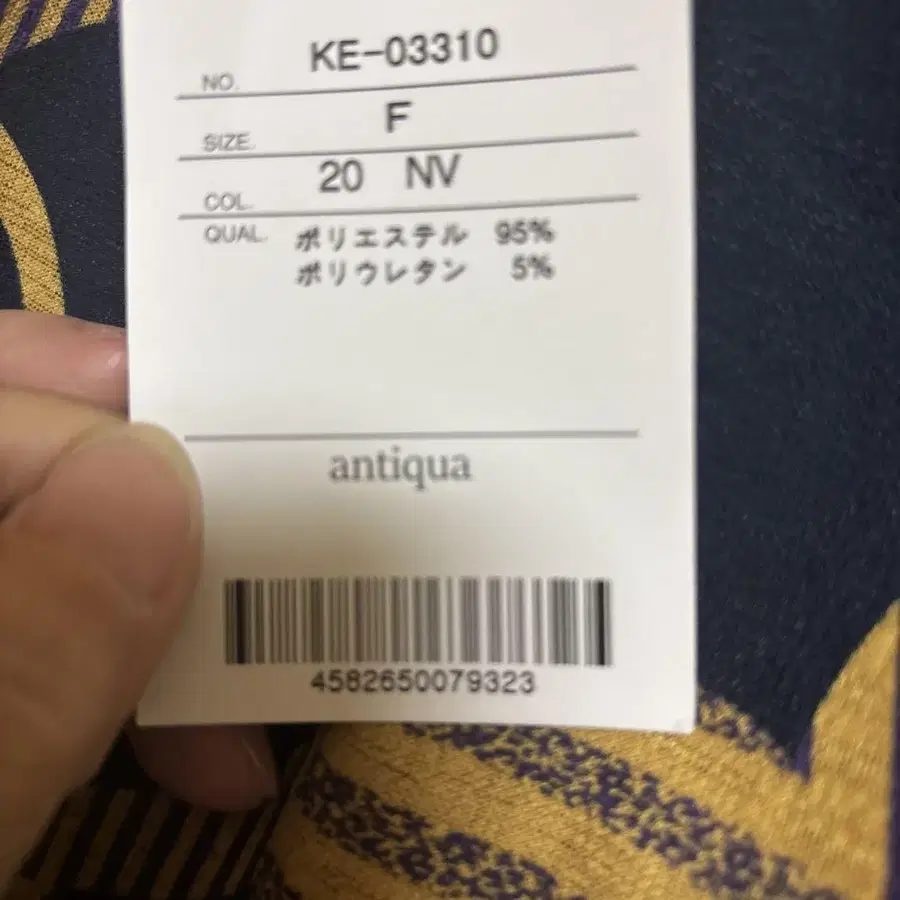 NO. KE-03310
SIZE. F
COL. 20 NV
QUAL. ポリエステル 95%
ポリウレタン 5%
antiqua
4582650079323